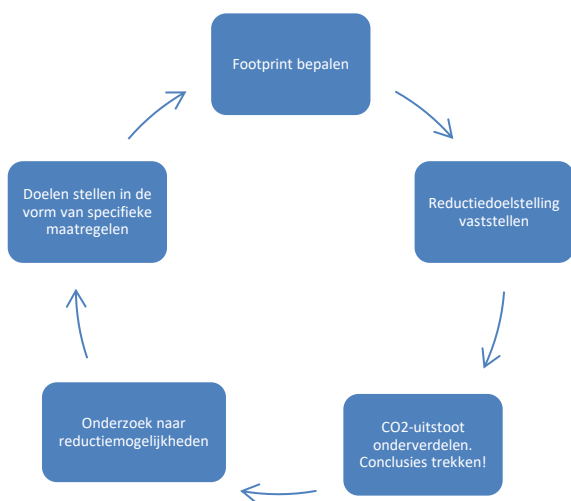 Footprint bepalen
Reductiedoelstelling
vaststellen
CO2-uitstoot
onderverdelen.
Conclusies trekken!
Onderzoek naar
reductiemogelijkheden
Doelen stellen in de
vorm van specifieke
maatregelen